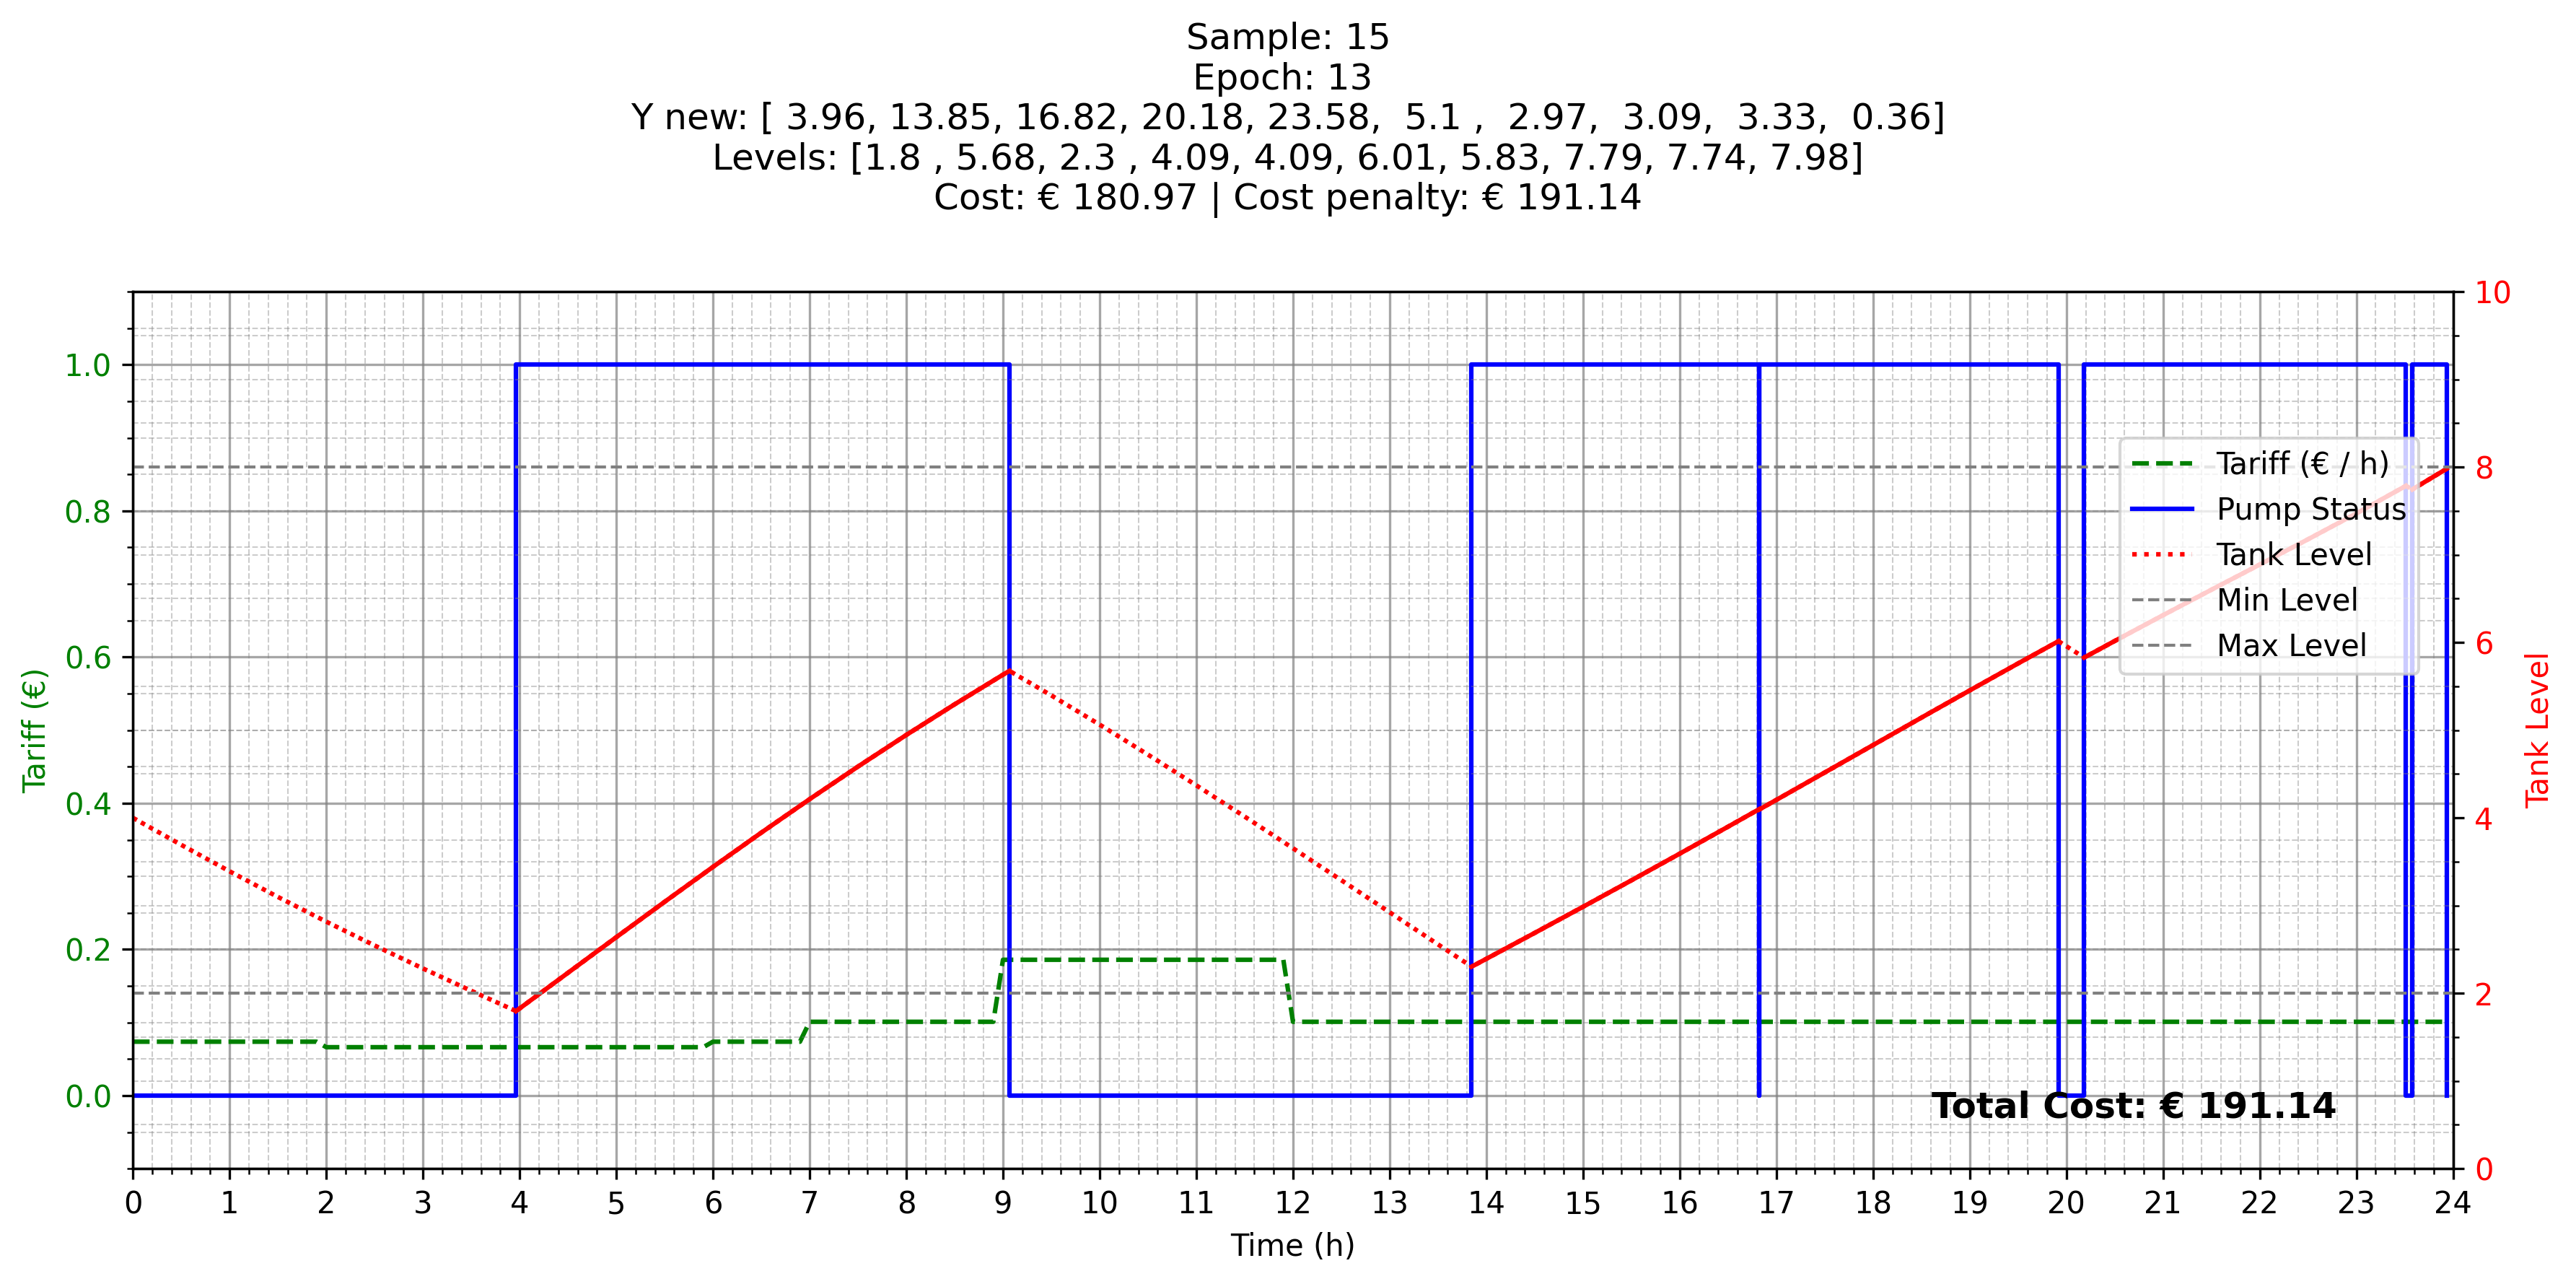 Sample: 15
Epoch: 13
Y new: [ 3.96, 13.85, 16.82, 20.18, 23.58,  5.1 ,  2.97,  3.09,  3.33,  0.36]
Levels: [1.8 , 5.68, 2.3 , 4.09, 4.09, 6.01, 5.83, 7.79, 7.74, 7.98]
Cost: € 180.97 | Cost penalty: € 191.14
Tariff (€)
1.0
0.8
0.6
0.4
0.2
0.0
10
8
6
4
2
0
Tank Level
Tariff (€ / h)
Pump Status
Tank Level
Min Level
Max Level
Total Cost: € 191.14
0 1 2 3 4 5 6 7 8 9 10 11 12 13 14 15 16 17 18 19 20 21 22 23 24
Time (h)